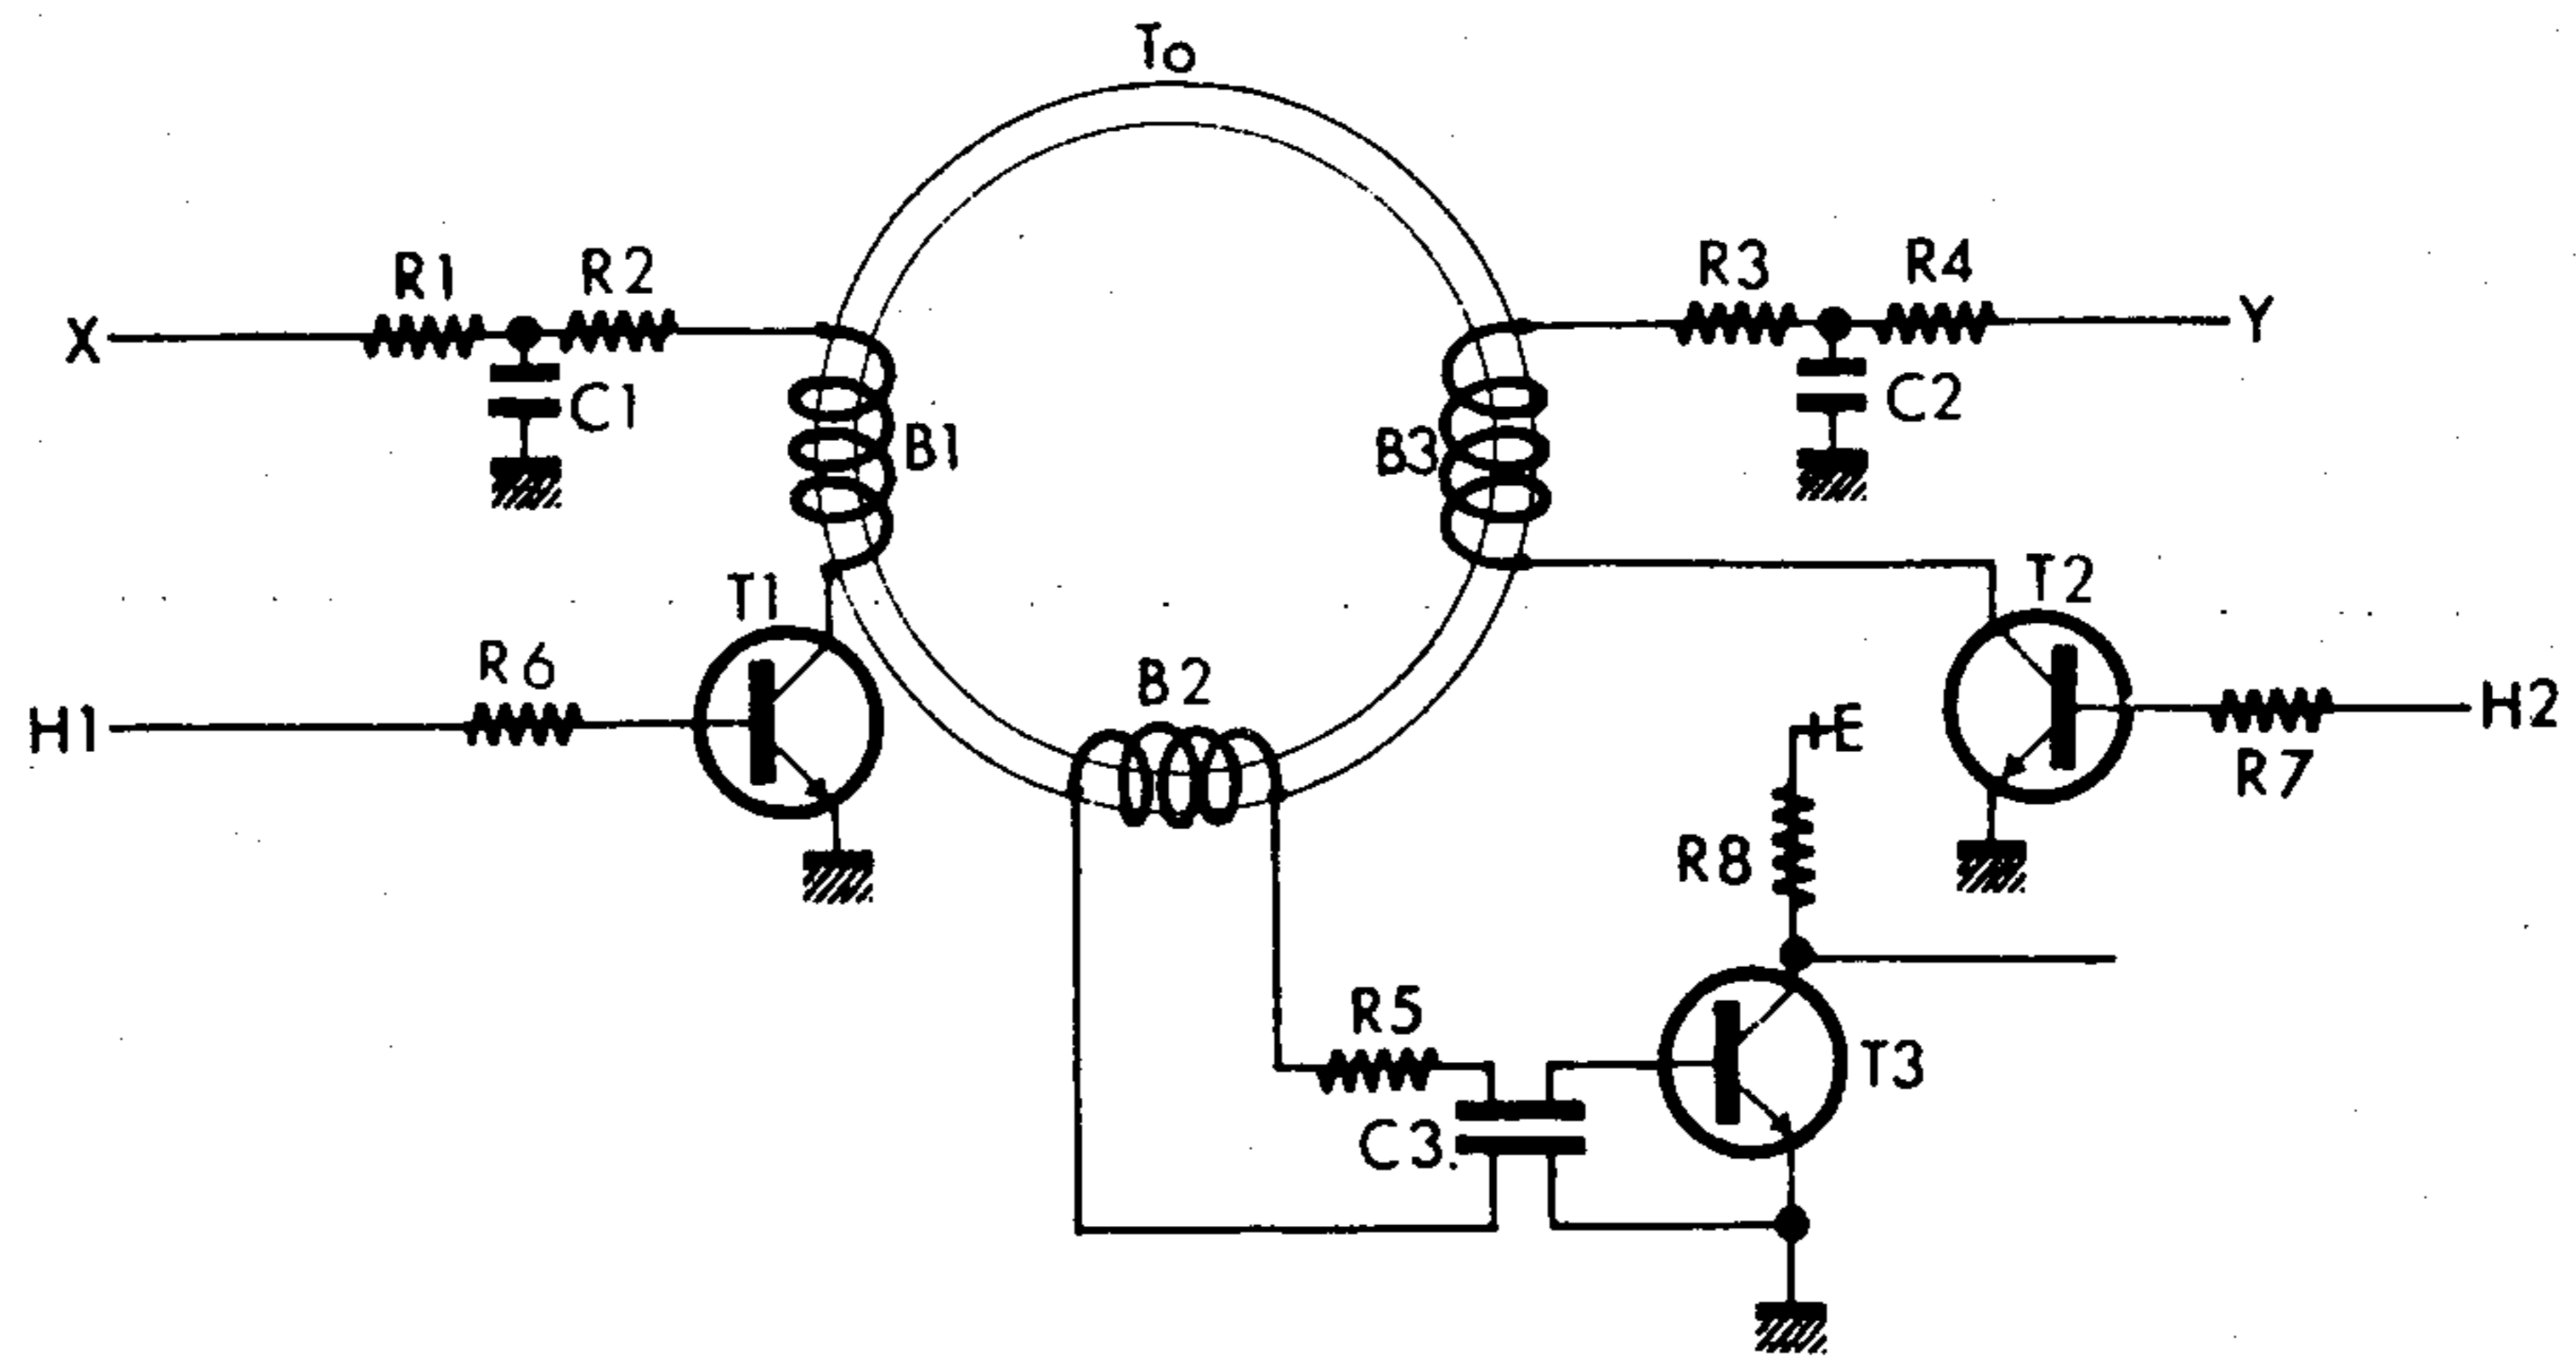 To
R1
R2
R3
R4
X
Y
C1
C2
B1
B3
T1
T2
R6
B2
H1
+E
H2
R7
R8
R5
T3
C3.